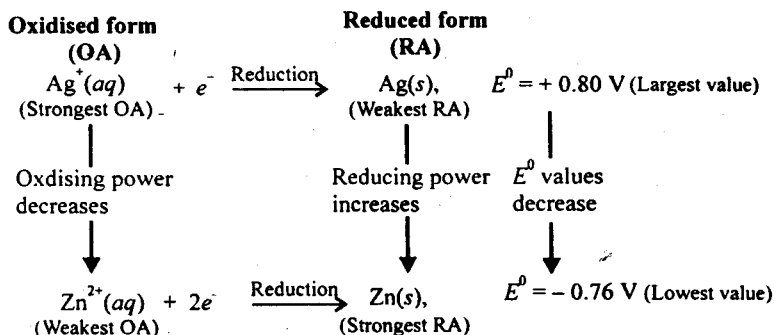 Oxidised form Reduced form
(OA) (RA)
Ag⁺(aq) + e⁻ Reduction Ag(s), E⁰ = + 0.80 V (Largest value)
(Strongest OA) (Weakest RA)
Oxdising power Reducing power E⁰ values
decreases increases decrease
Zn²⁺(aq) + 2e⁻ Reduction Zn(s), E⁰ = – 0.76 V (Lowest value)
(Weakest OA) (Strongest RA)